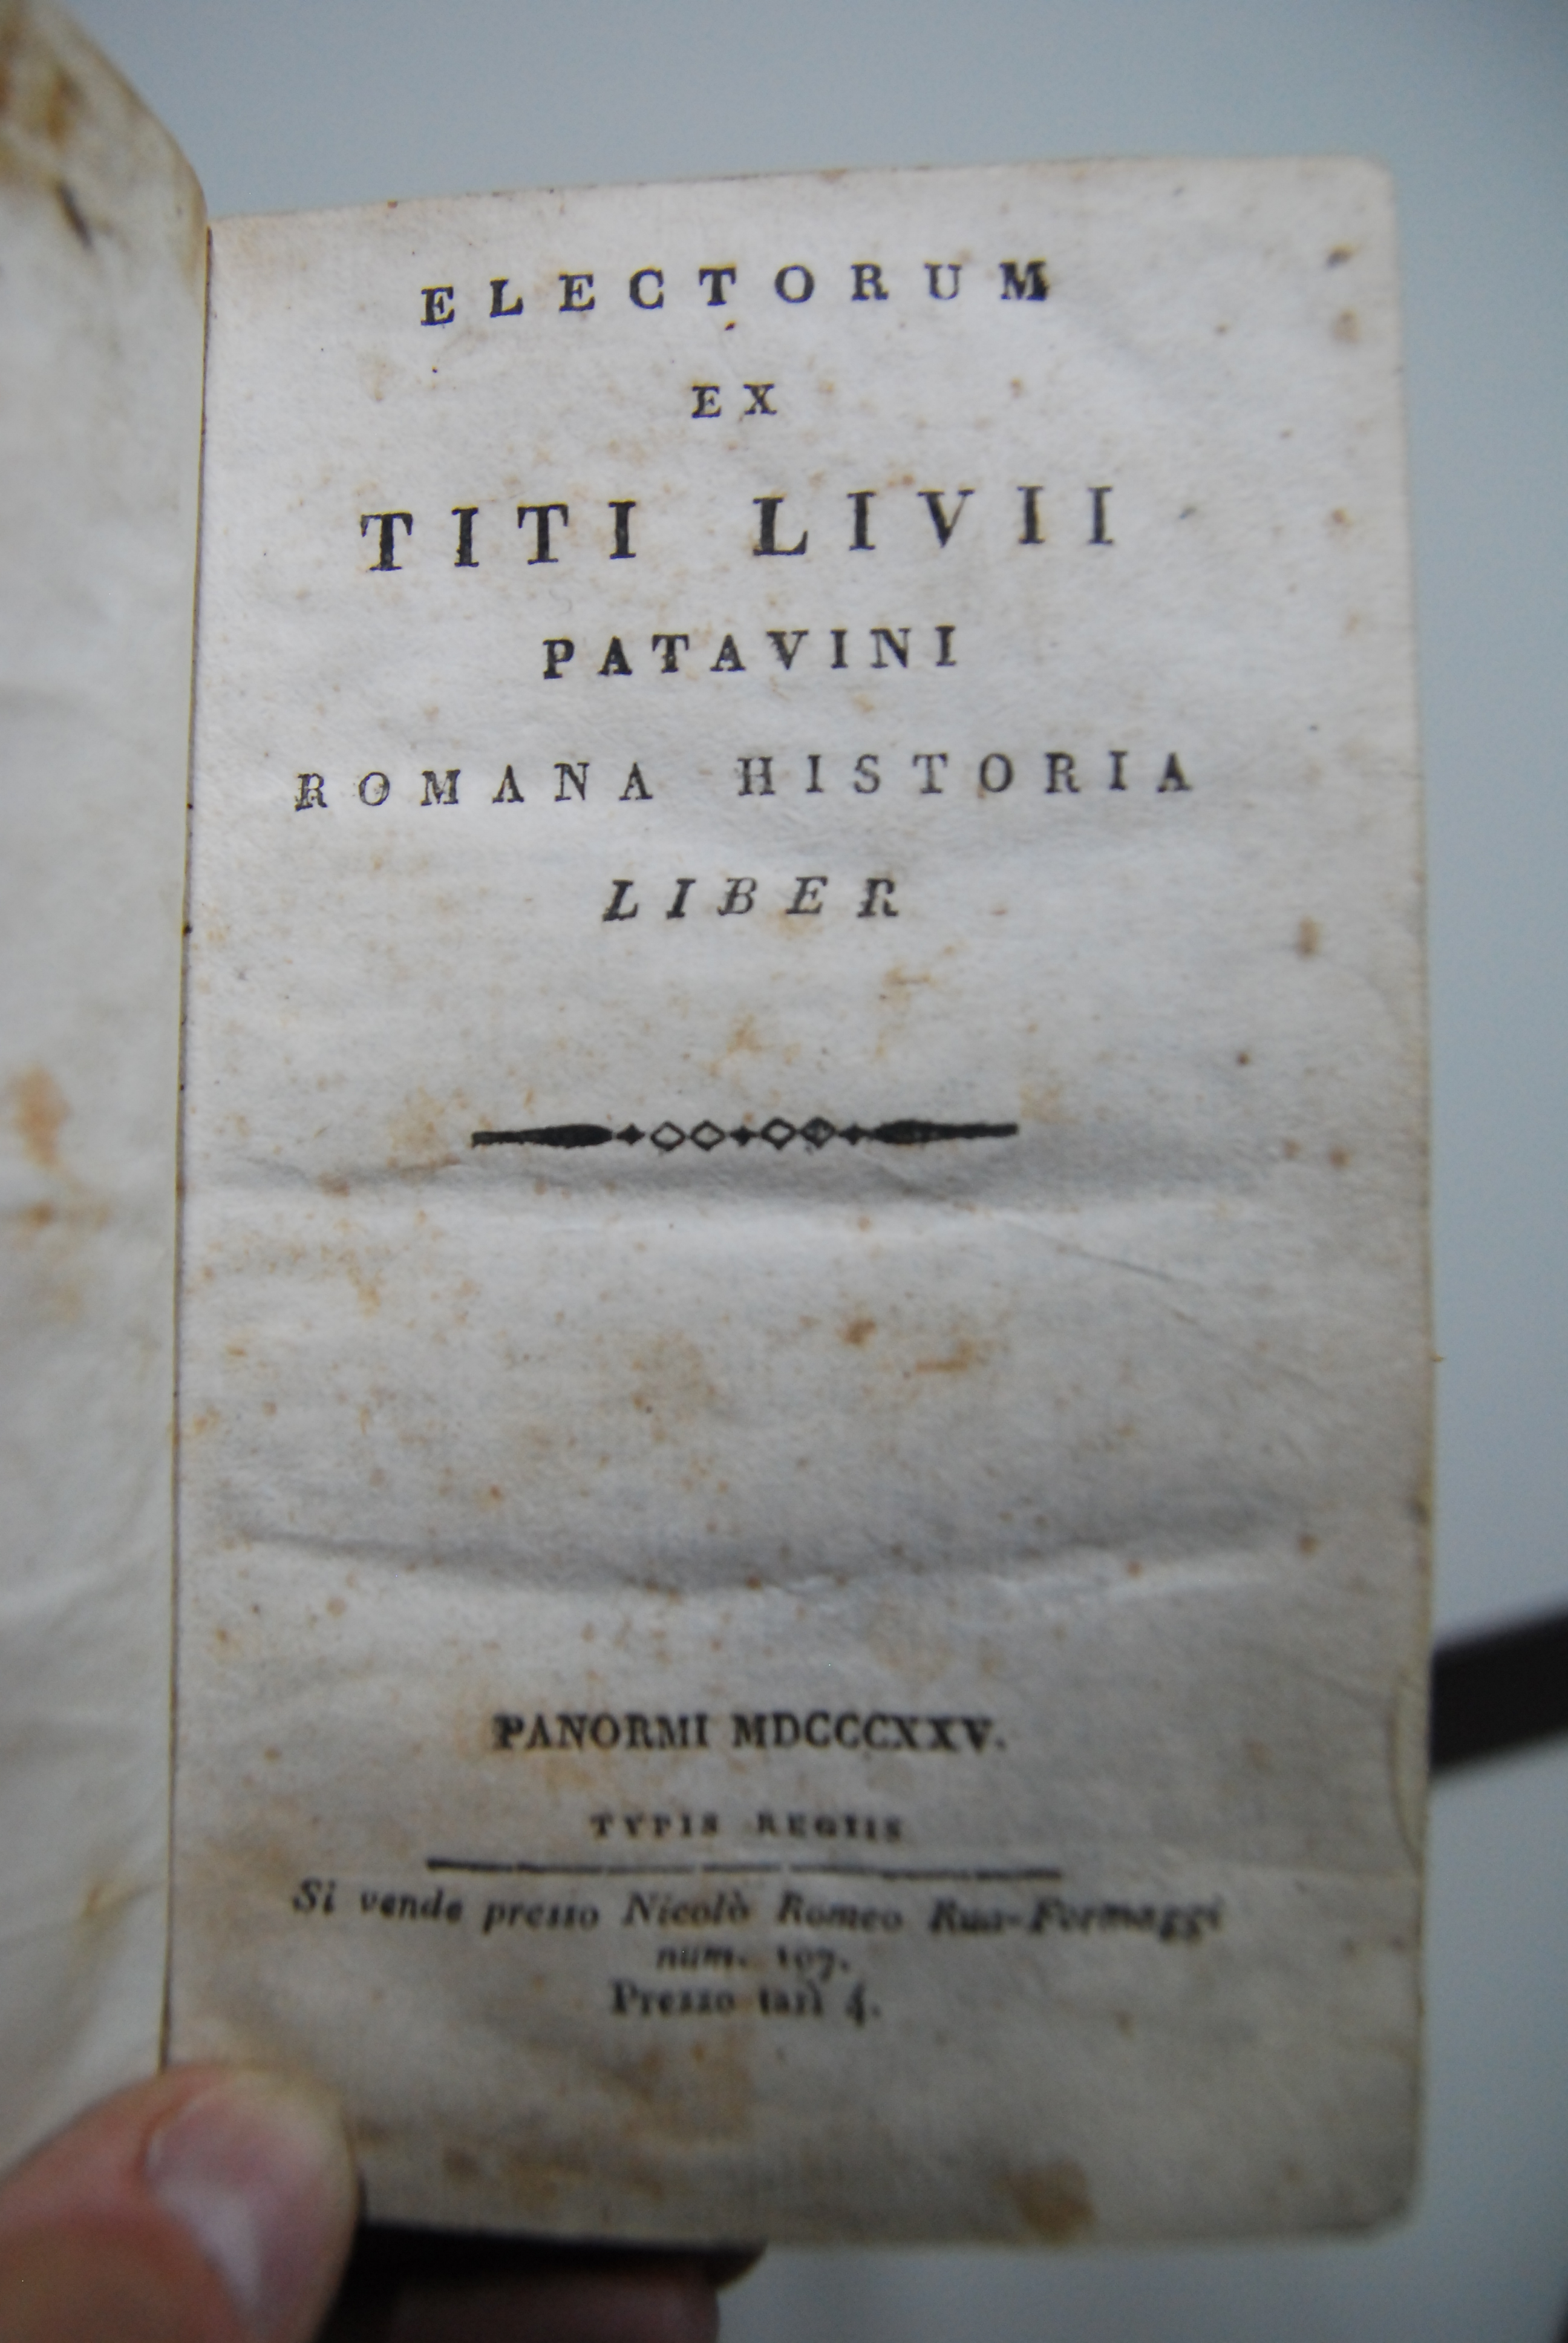 ELECTORUM
EX
TITI LIVII
PATAVINI
ROMANA HISTORIA
LIBER
PANORMI MDCCCXXV.
TYPIS REGIIS
Si vende presso Nicolò Romeo Rua-Formaggi
num. 107.
Prezzo tarì 4.